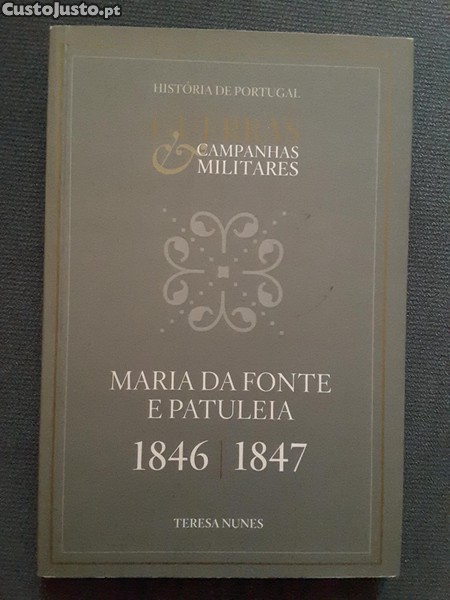 CustoJusto.pt
HISTÓRIA DE PORTUGAL
GUERRAS
& CAMPANHAS
MILITARES
MARIA DA FONTE
E PATULEIA
1846 | 1847
TERESA NUNES